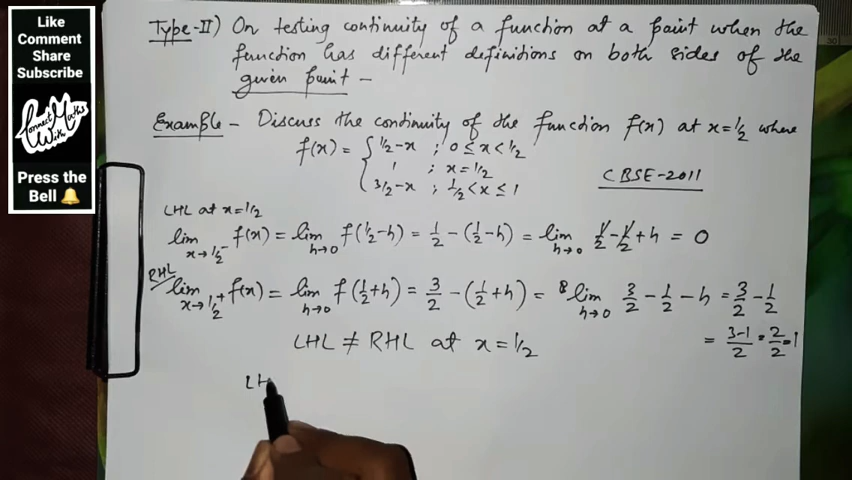 Like
Comment
Share
Subscribe
Connect
With
Maths
Press the
Bell 🔔
Type-II) On testing continuity of a function at a point when the
function has different definitions on both sides of the
given point -
Example - Discuss the continuity of the function f(x) at x=1/2 where
f(x) = { 1/2-x ; 0 ≤ x < 1/2
1 ; x=1/2
3/2-x ; 1/2 < x ≤ 1
CBSE-2011
LHL at x=1/2
lim x→1/2⁻ f(x) = lim h→0 f(1/2-h) = 1/2 - (1/2-h) = lim h→0 1/2 - 1/2 + h = 0
RHL
lim x→1/2⁺ f(x) = lim h→0 f(1/2+h) = 3/2 - (1/2+h) = lim h→0 3/2 - 1/2 - h = 3/2 - 1/2
= 3-1/2 = 2/2 = 1
LHL ≠ RHL at x = 1/2
LH